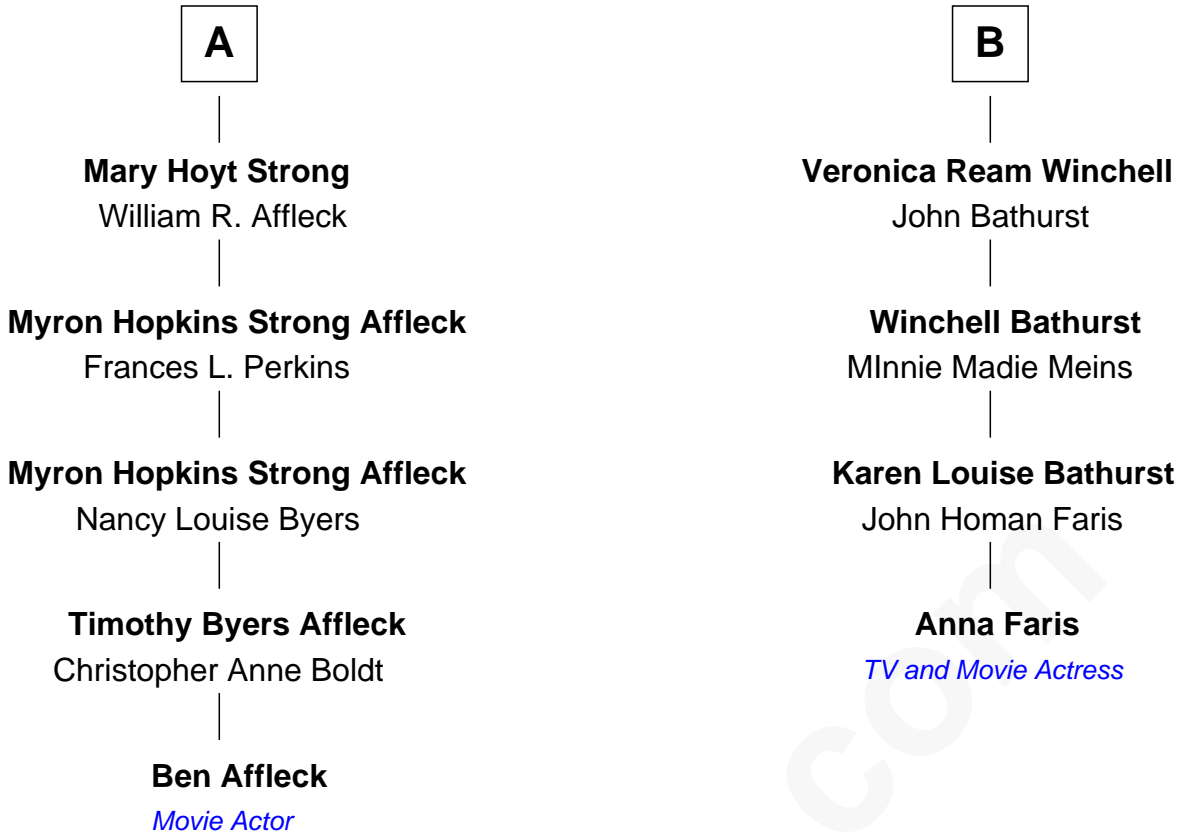 A
Mary Hoyt Strong
William R. Affleck
Myron Hopkins Strong Affleck
Frances L. Perkins
Myron Hopkins Strong Affleck
Nancy Louise Byers
Timothy Byers Affleck
Christopher Anne Boldt
Ben Affleck
Movie Actor
B
Veronica Ream Winchell
John Bathurst
Winchell Bathurst
MInnie Madie Meins
Karen Louise Bathurst
John Homan Faris
Anna Faris
TV and Movie Actress
com